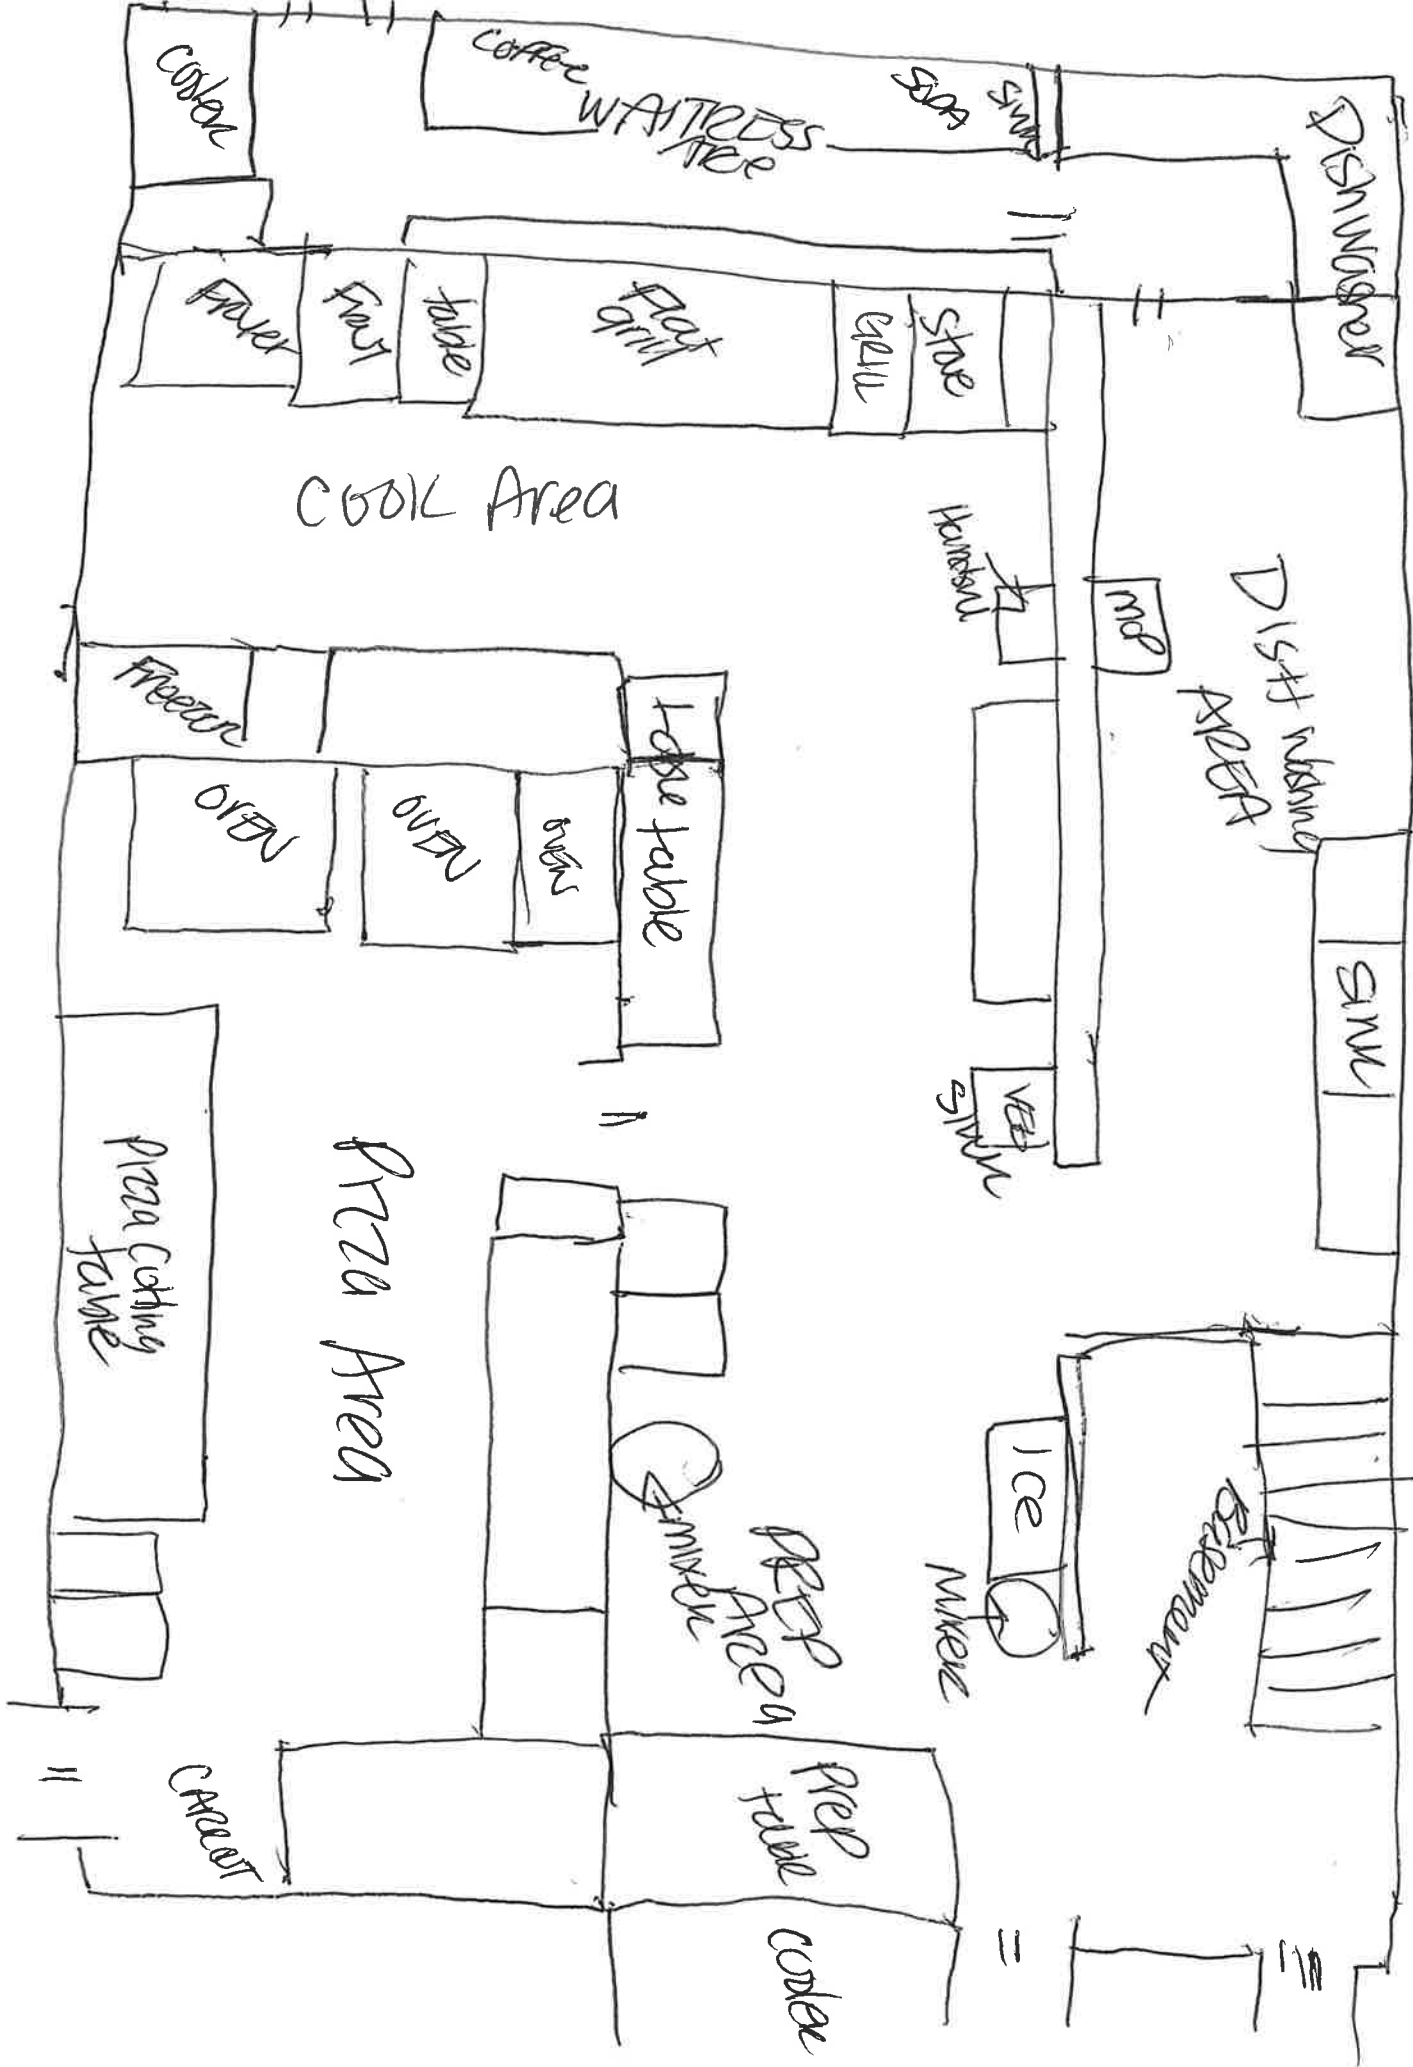 Cooler
Coffee
WAITRESS
Area
SODA
Sink
Dishwasher
Fryer
Fry
table
Flat
grill
GRILL
Stove
COOK Area
Handsink
mop
DISH WASHING
AREA
Freezer
OVEN
OVEN
OVEN
table
SINK
VEG
SINK
Pizza Cutting
table
Pizza Area
mixer
PREP
Area
ICE
Mixer
Basement
Prep
table
cooler